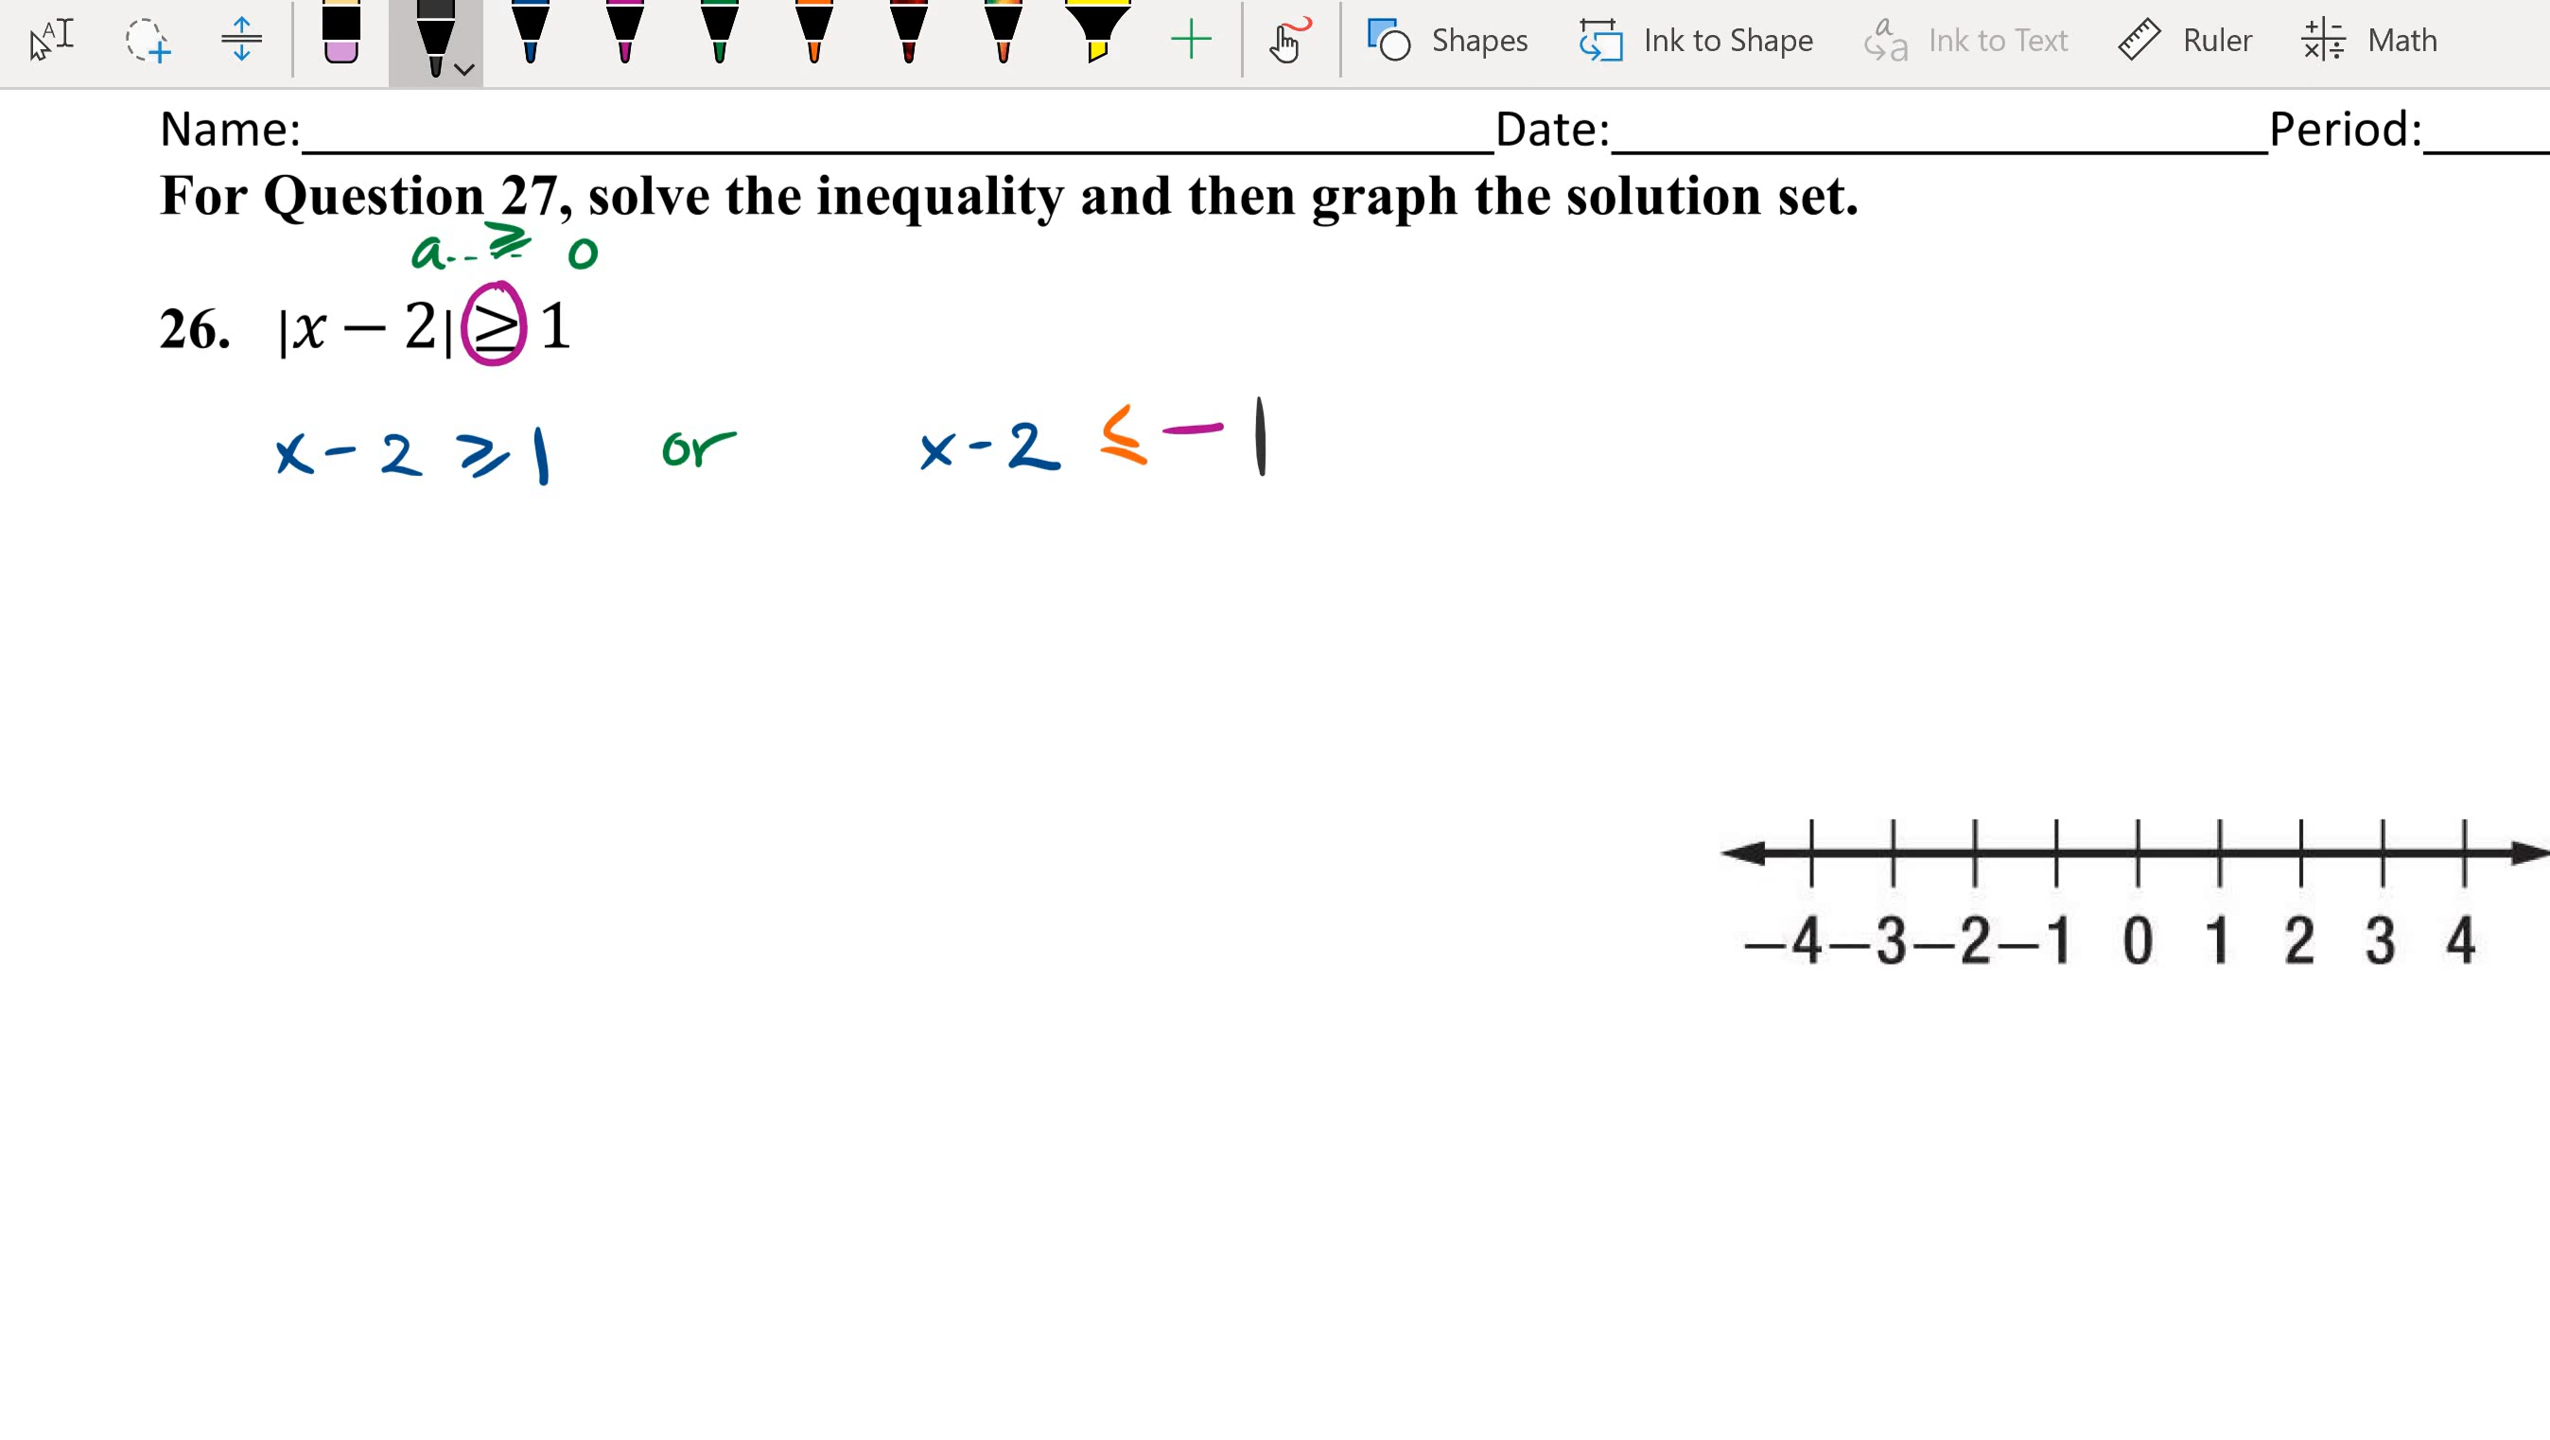 Shapes Ink to Shape Ink to Text Ruler Math
Name: Date: Period:
For Question 27, solve the inequality and then graph the solution set.
a.-- ≥ o
26. |x − 2| ≥ 1
x - 2 ≥ 1 or x - 2 ≤ - 1
−4 −3 −2 −1 0 1 2 3 4